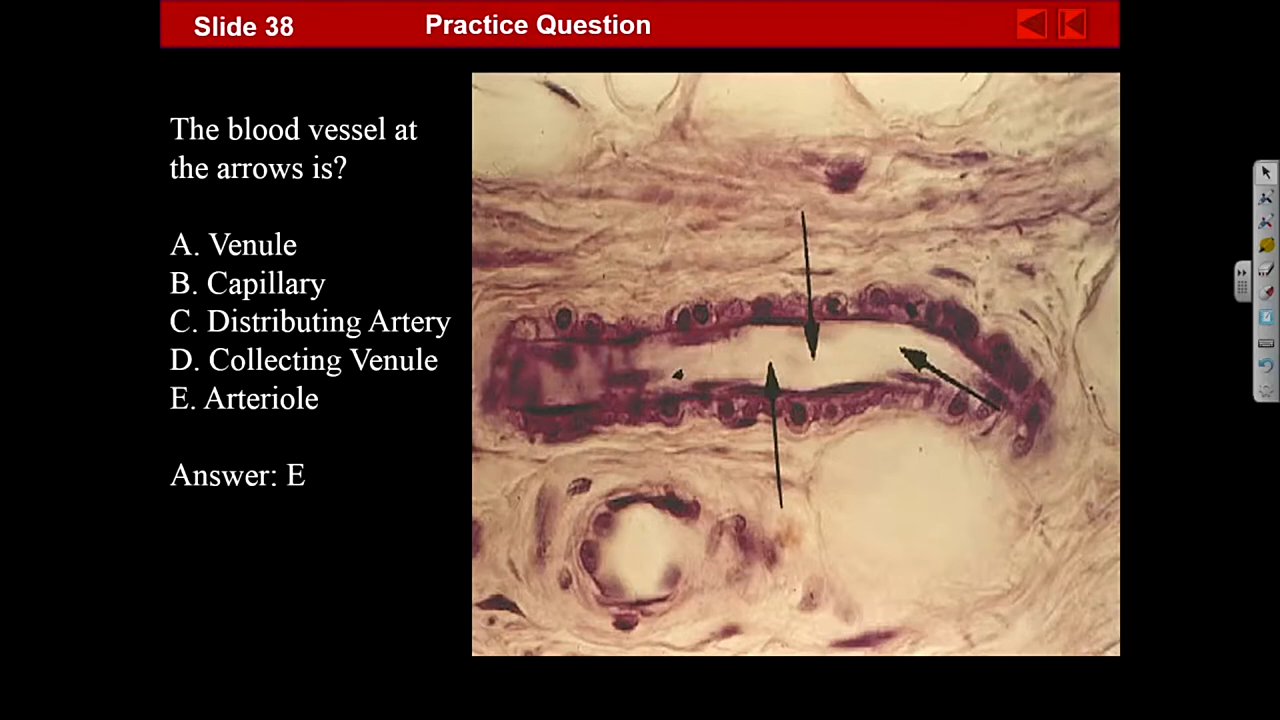 Slide 38
Practice Question
The blood vessel at
the arrows is?
A. Venule
B. Capillary
C. Distributing Artery
D. Collecting Venule
E. Arteriole
Answer: E